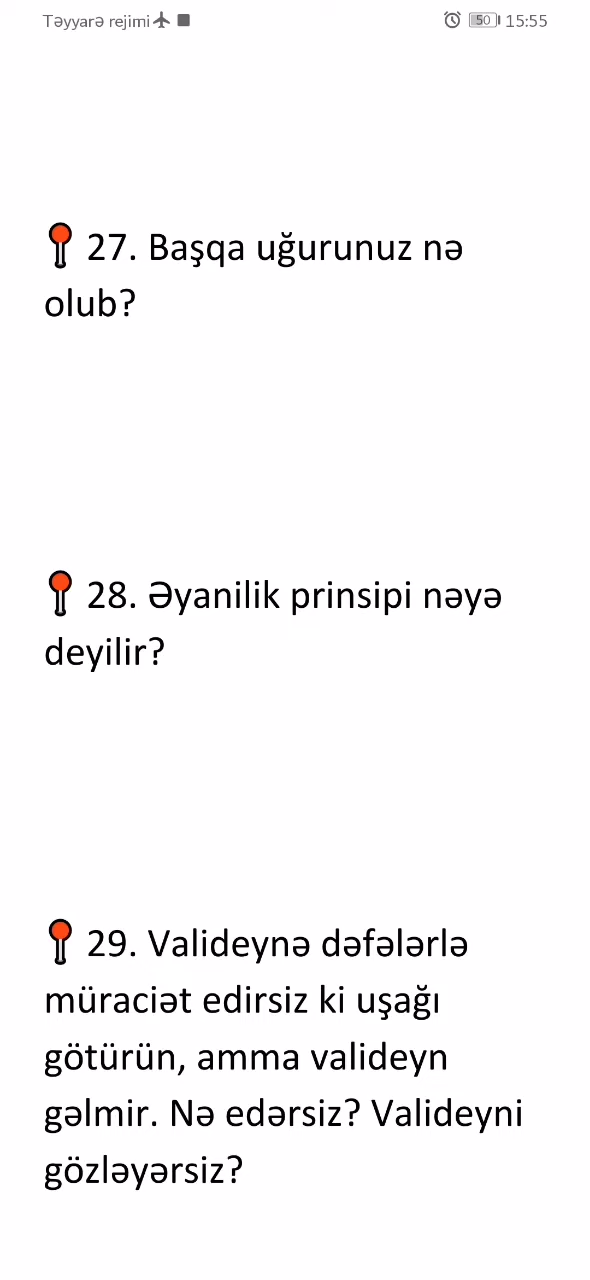 Təyyarə rejimi 50 15:55
27. Başqa uğurunuz nə
olub?
28. Əyanilik prinsipi nəyə
deyilir?
29. Valideynə dəfələrlə
müraciət edirsiz ki uşağı
götürün, amma valideyn
gəlmir. Nə edərsiz? Valideyni
gözləyərsiz?